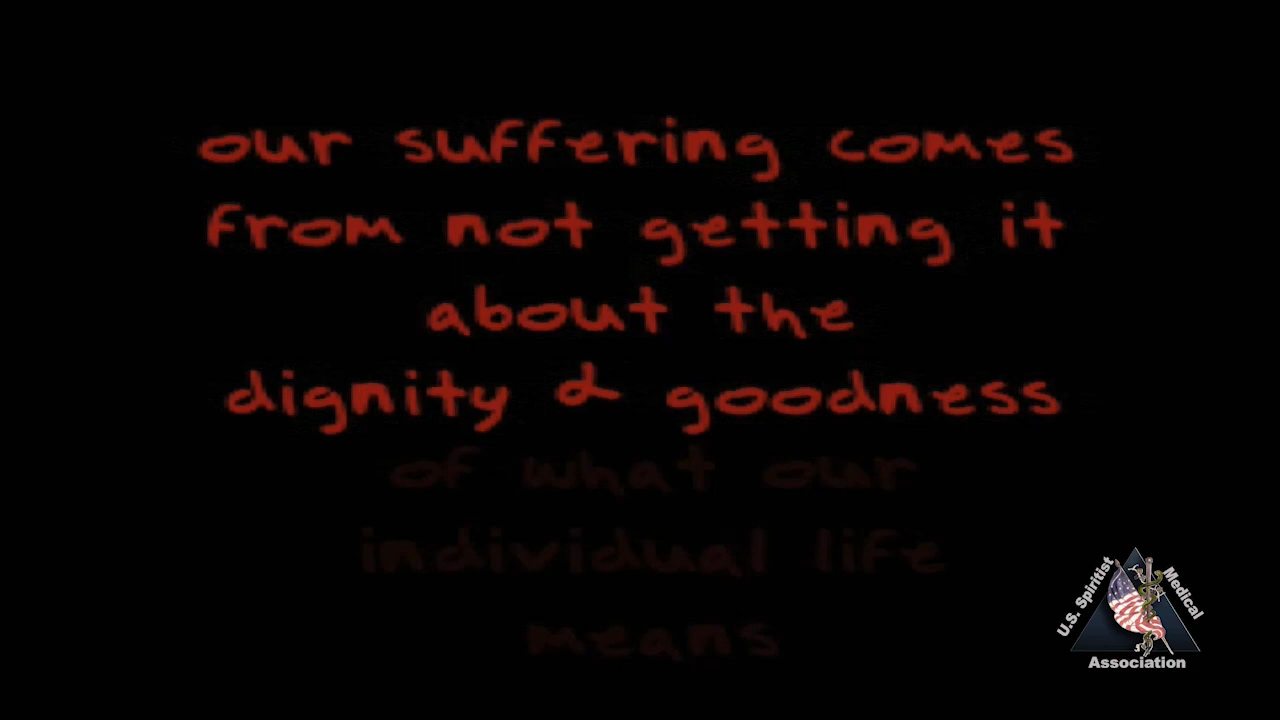 our suffering comes
from not getting it
about the
dignity & goodness
of what our
individual life
means
U.S. Spiritist Medical
Association